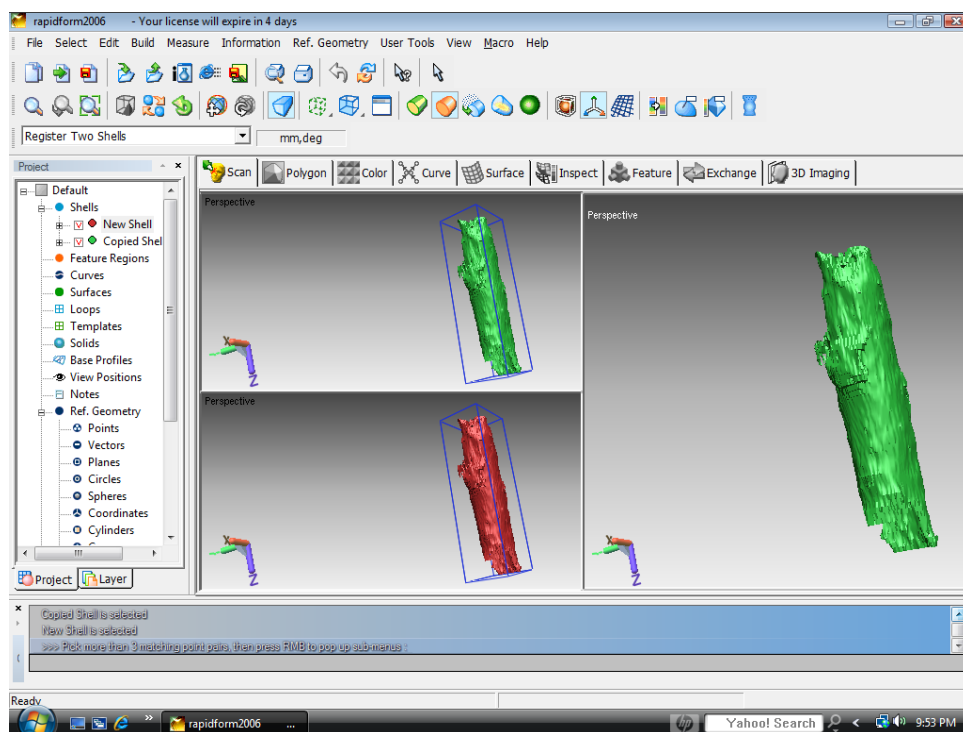 rapidform2006 - Your license will expire in 4 days
File Select Edit Build Measure Information Ref. Geometry User Tools View Macro Help
Register Two Shells
mm,deg
Project
Scan Polygon Color Curve Surface Inspect Feature Exchange 3D Imaging
Default
Shells
New Shell
Copied Shel
Feature Regions
Curves
Surfaces
Loops
Templates
Solids
Base Profiles
View Positions
Notes
Ref. Geometry
Points
Vectors
Planes
Circles
Spheres
Coordinates
Cylinders
Project Layer
Perspective
X
Z
Perspective
X
Z
Perspective
X
Z
Copied Shell is selected
New Shell is selected
>>> Pick more than 3 matching point pairs, then press RMB to pop up sub-menus :
Ready
rapidform2006 ...
hp
Yahoo! Search
9:53 PM